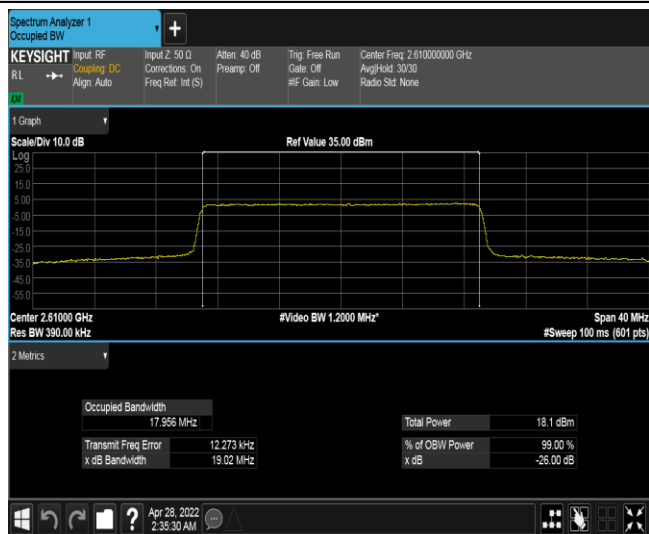 Spectrum Analyzer 1
Occupied BW
+
KEYSIGHT
RL
LXI
Input: RF
Coupling: DC
Align: Auto
Input Z: 50 Ω
Corrections: On
Freq Ref: Int (S)
Atten: 40 dB
Preamp: Off
Trig: Free Run
Gate: Off
#IF Gain: Low
Center Freq: 2.610000000 GHz
Avg|Hold: 30/30
Radio Std: None
1 Graph
Scale/Div 10.0 dB
Ref Value 35.00 dBm
Log
25.0
15.0
5.00
-5.00
-15.0
-25.0
-35.0
-45.0
-55.0
Center 2.61000 GHz
#Video BW 1.2000 MHz*
Span 40 MHz
Res BW 390.00 kHz
#Sweep 100 ms (601 pts)
2 Metrics
Occupied Bandwidth
17.956 MHz
Total Power 18.1 dBm
Transmit Freq Error 12.273 kHz
% of OBW Power 99.00 %
x dB Bandwidth 19.02 MHz
x dB -26.00 dB
?
Apr 28, 2022
2:35:30 AM